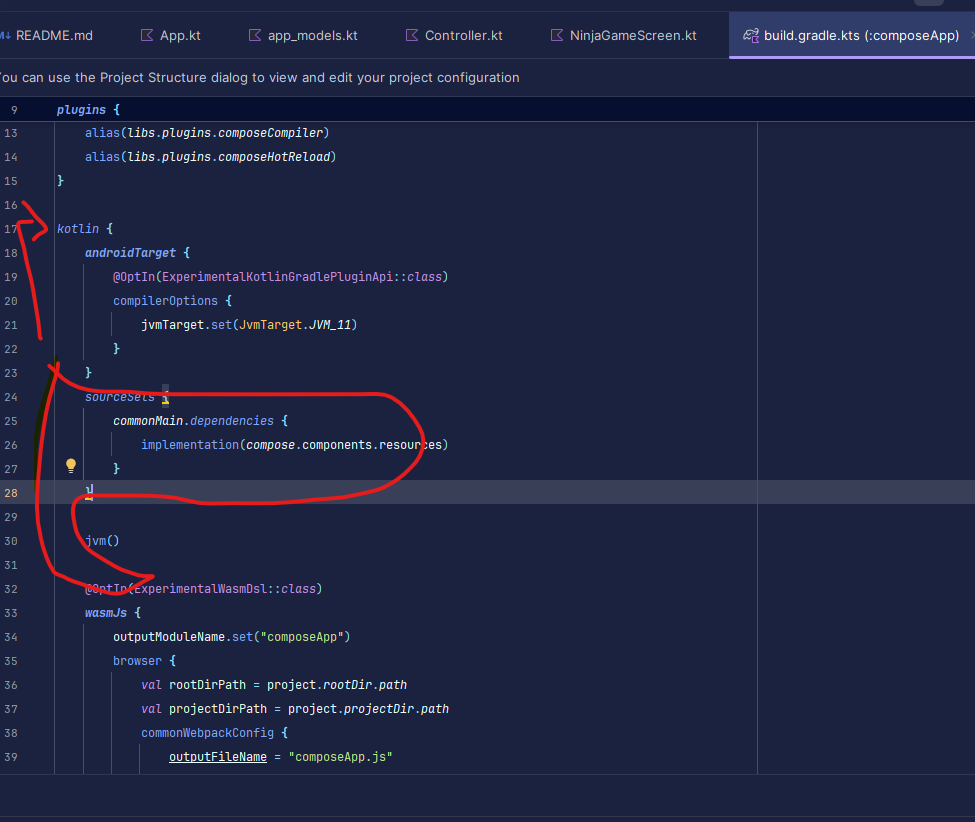 README.md App.kt app_models.kt Controller.kt NinjaGameScreen.kt build.gradle.kts (:composeApp)
ou can use the Project Structure dialog to view and edit your project configuration
9 plugins {
13 alias(libs.plugins.composeCompiler)
14 alias(libs.plugins.composeHotReload)
15 }
16
17 kotlin {
18 androidTarget {
19 @OptIn(ExperimentalKotlinGradlePluginApi::class)
20 compilerOptions {
21 jvmTarget.set(JvmTarget.JVM_11)
22 }
23 }
24 sourceSets {
25 commonMain.dependencies {
26 implementation(compose.components.resources)
27 }
28 }
29
30 jvm()
31
32 @OptIn(ExperimentalWasmDsl::class)
33 wasmJs {
34 outputModuleName.set("composeApp")
35 browser {
36 val rootDirPath = project.rootDir.path
37 val projectDirPath = project.projectDir.path
38 commonWebpackConfig {
39 outputFileName = "composeApp.js"